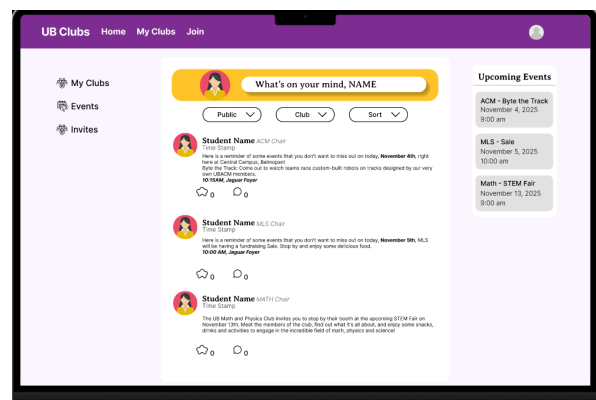 UB Clubs Home My Clubs Join
My Clubs
Events
Invites
What's on your mind, NAME
Public Club Sort
Student Name ACM Chair
Time Stamp
Here is a reminder of some events that you don't want to miss out on today, November 4th, right
here at Central Campus, Belmopan!
Byte the Track: Come out to watch teams race custom-built robots on tracks designed by our very
own UBACM members.
10:15AM, Jaguar Foyer
0 0
Student Name MLS Chair
Time Stamp
Here is a reminder of some events that you don't want to miss out on today, November 5th, MLS
will be having a fundraising Sale. Stop by and enjoy some delicious food.
10:00 AM, Jaguar Foyer
0 0
Student Name MATH Chair
Time Stamp
The UB Math and Physics Club invites you to stop by their booth at the upcoming STEM Fair on
November 13th. Meet the members of the club, find out what it's all about, and enjoy some snacks,
drinks and activities to engage in the incredible field of math, physics and science!
0 0
Upcoming Events
ACM - Byte the Track
November 4, 2025
9:00 am
MLS - Sale
November 5, 2025
10:00 am
Math - STEM Fair
November 13, 2025
9:00 am